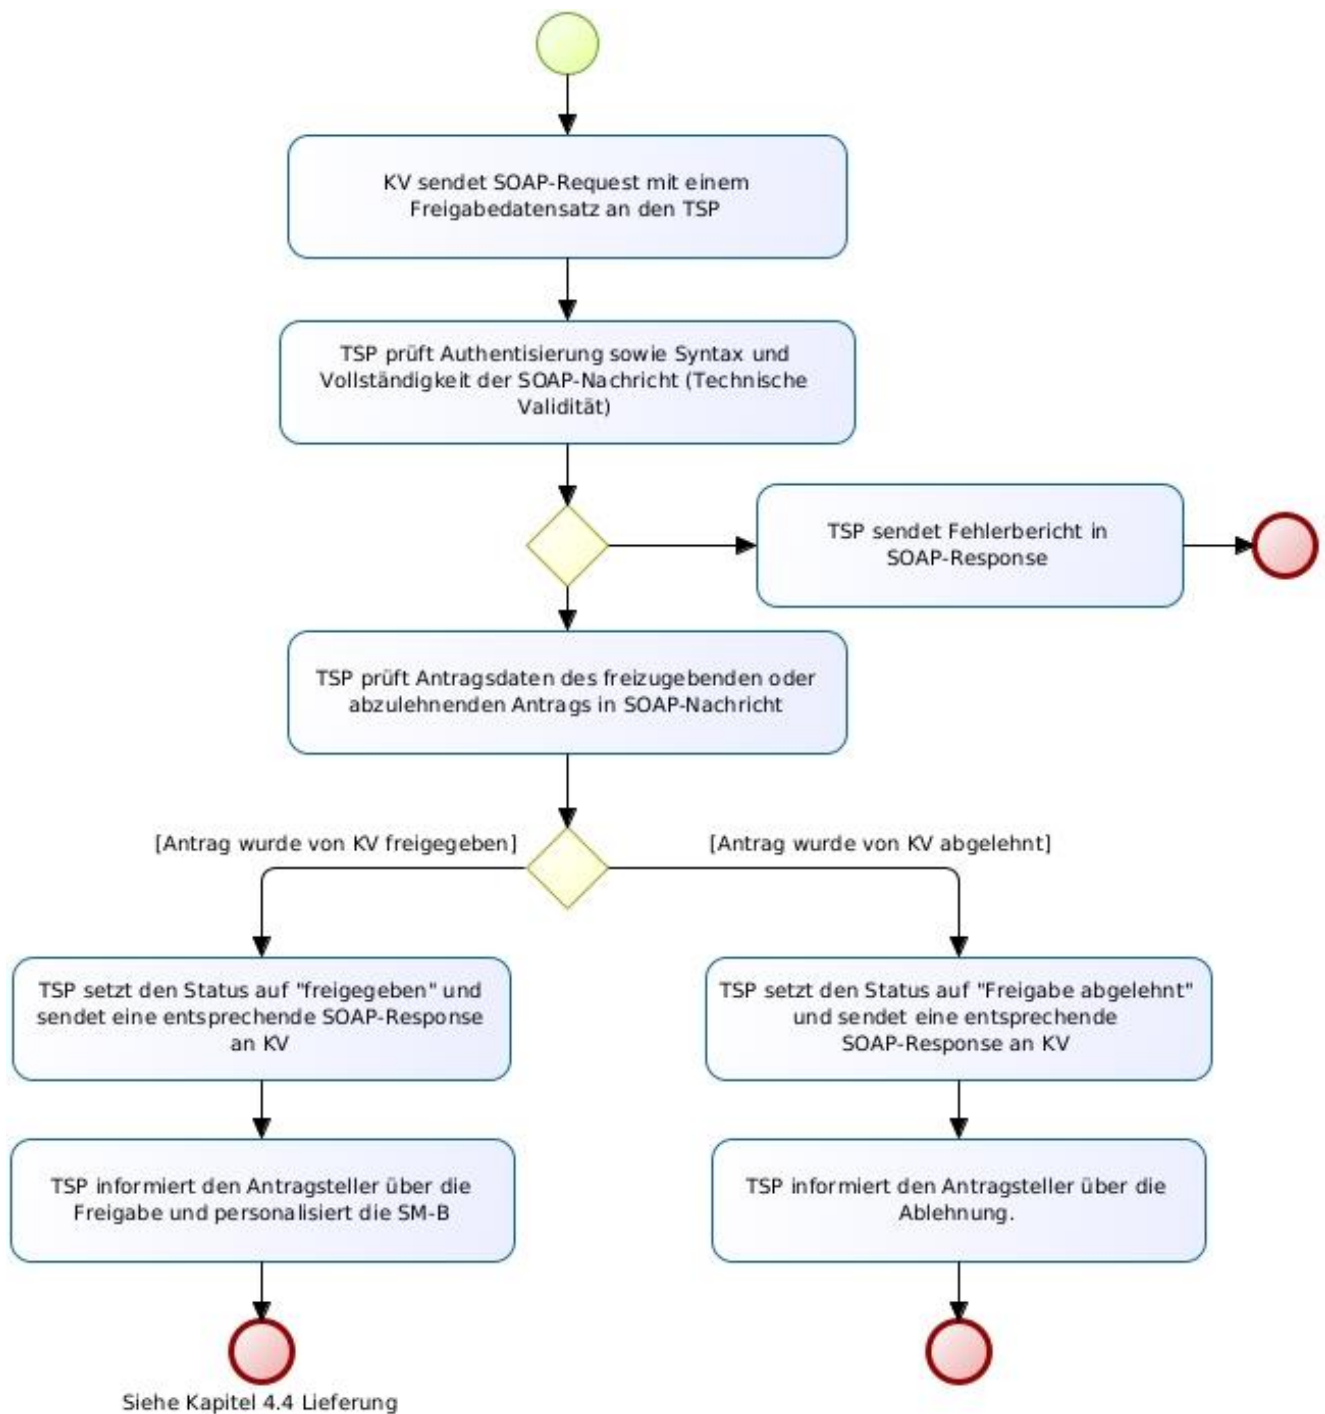 KV sendet SOAP-Request mit einem
Freigabedatensatz an den TSP
TSP prüft Authentisierung sowie Syntax und
Vollständigkeit der SOAP-Nachricht (Technische
Validität)
TSP sendet Fehlerbericht in
SOAP-Response
TSP prüft Antragsdaten des freizugebenden oder
abzulehnenden Antrags in SOAP-Nachricht
[Antrag wurde von KV freigegeben]
[Antrag wurde von KV abgelehnt]
TSP setzt den Status auf "freigegeben" und
sendet eine entsprechende SOAP-Response
an KV
TSP setzt den Status auf "Freigabe abgelehnt"
und sendet eine entsprechende
SOAP-Response an KV
TSP informiert den Antragsteller über die
Freigabe und personalisiert die SM-B
TSP informiert den Antragsteller über die
Ablehnung.
Siehe Kapitel 4.4 Lieferung